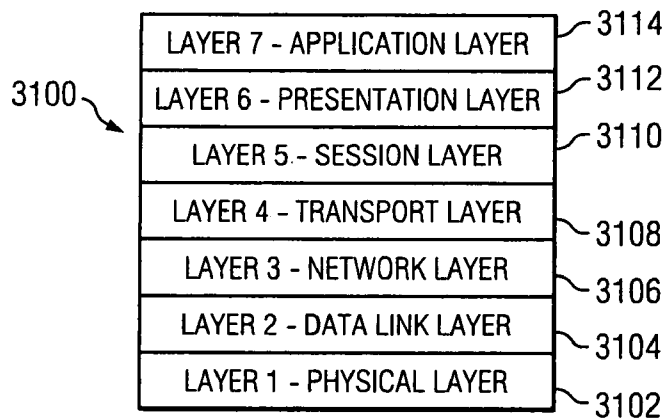 LAYER 7 - APPLICATION LAYER 3114
3100 LAYER 6 - PRESENTATION LAYER 3112
LAYER 5 - SESSION LAYER 3110
LAYER 4 - TRANSPORT LAYER 3108
LAYER 3 - NETWORK LAYER 3106
LAYER 2 - DATA LINK LAYER 3104
LAYER 1 - PHYSICAL LAYER 3102